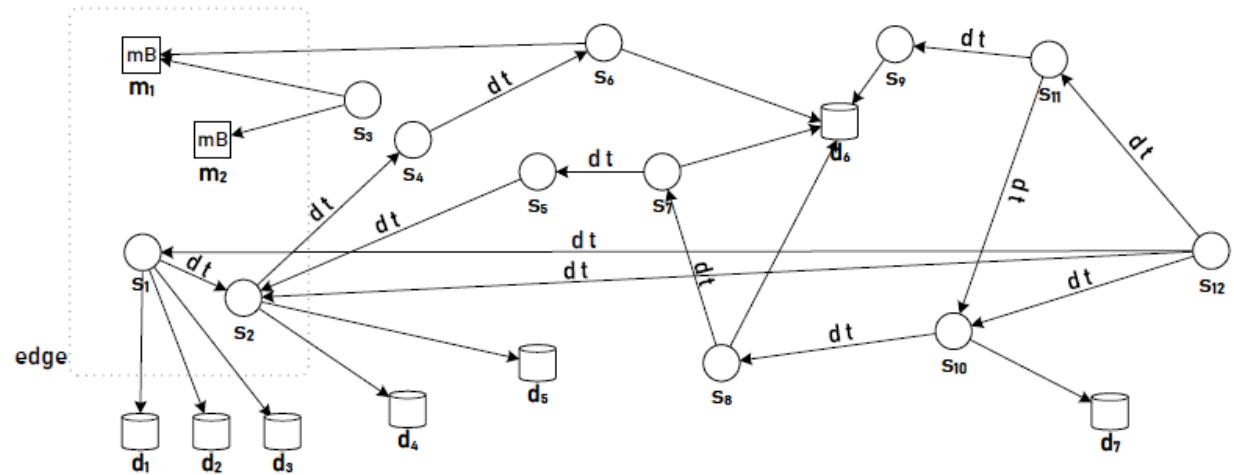 mB
m₁
mB
m₂
s₃
s₄
dt
s₆
s₉
dt
s₁₁
d₆
dt
dt
dt
s₅
dt
s₇
dt
s₁
dt
s₂
dt
dt
dt
s₁₂
dt
dt
s₁₀
s₈
edge
d₅
d₄
d₇
d₁
d₂
d₃